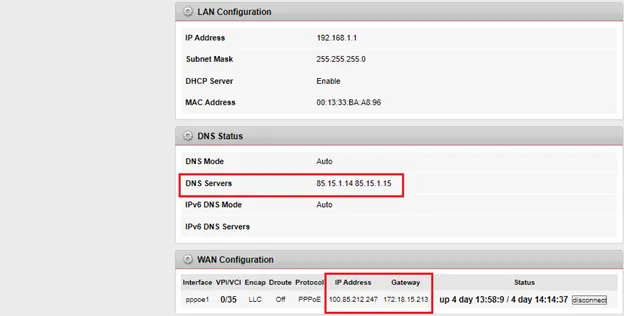 LAN Configuration
IP Address 192.168.1.1
Subnet Mask 255.255.255.0
DHCP Server Enable
MAC Address 00:13:33:BA:A8:96
DNS Status
DNS Mode Auto
DNS Servers 85.15.1.14 85.15.1.15
IPv6 DNS Mode Auto
IPv6 DNS Servers
WAN Configuration
Interface VPI/VCI Encap Droute Protocol IP Address Gateway Status
pppoe1 0/35 LLC Off PPPoE 100.85.212.247 172.18.15.213 up 4 day 13:58:9 / 4 day 14:14:37 disconnect